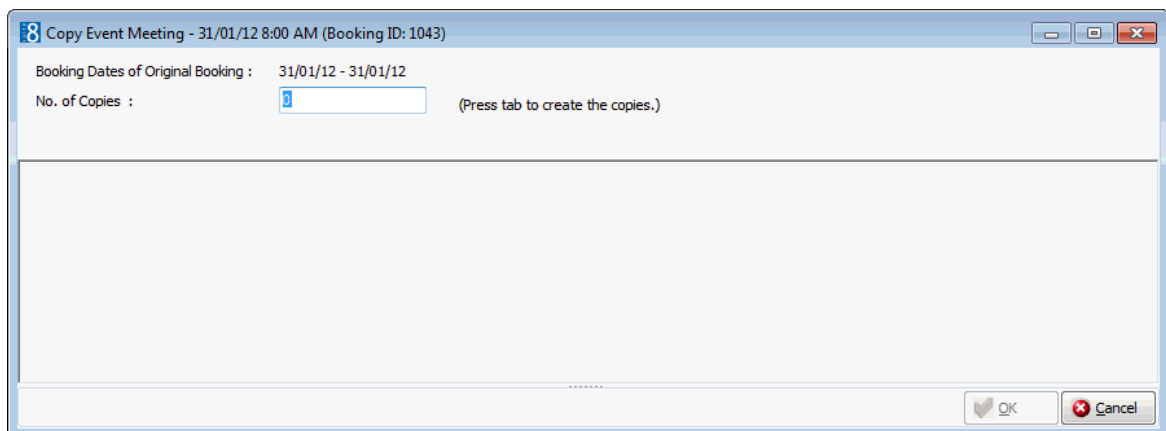 8 Copy Event Meeting - 31/01/12 8:00 AM (Booking ID: 1043)
Booking Dates of Original Booking : 31/01/12 - 31/01/12
No. of Copies : 0 (Press tab to create the copies.)
OK Cancel